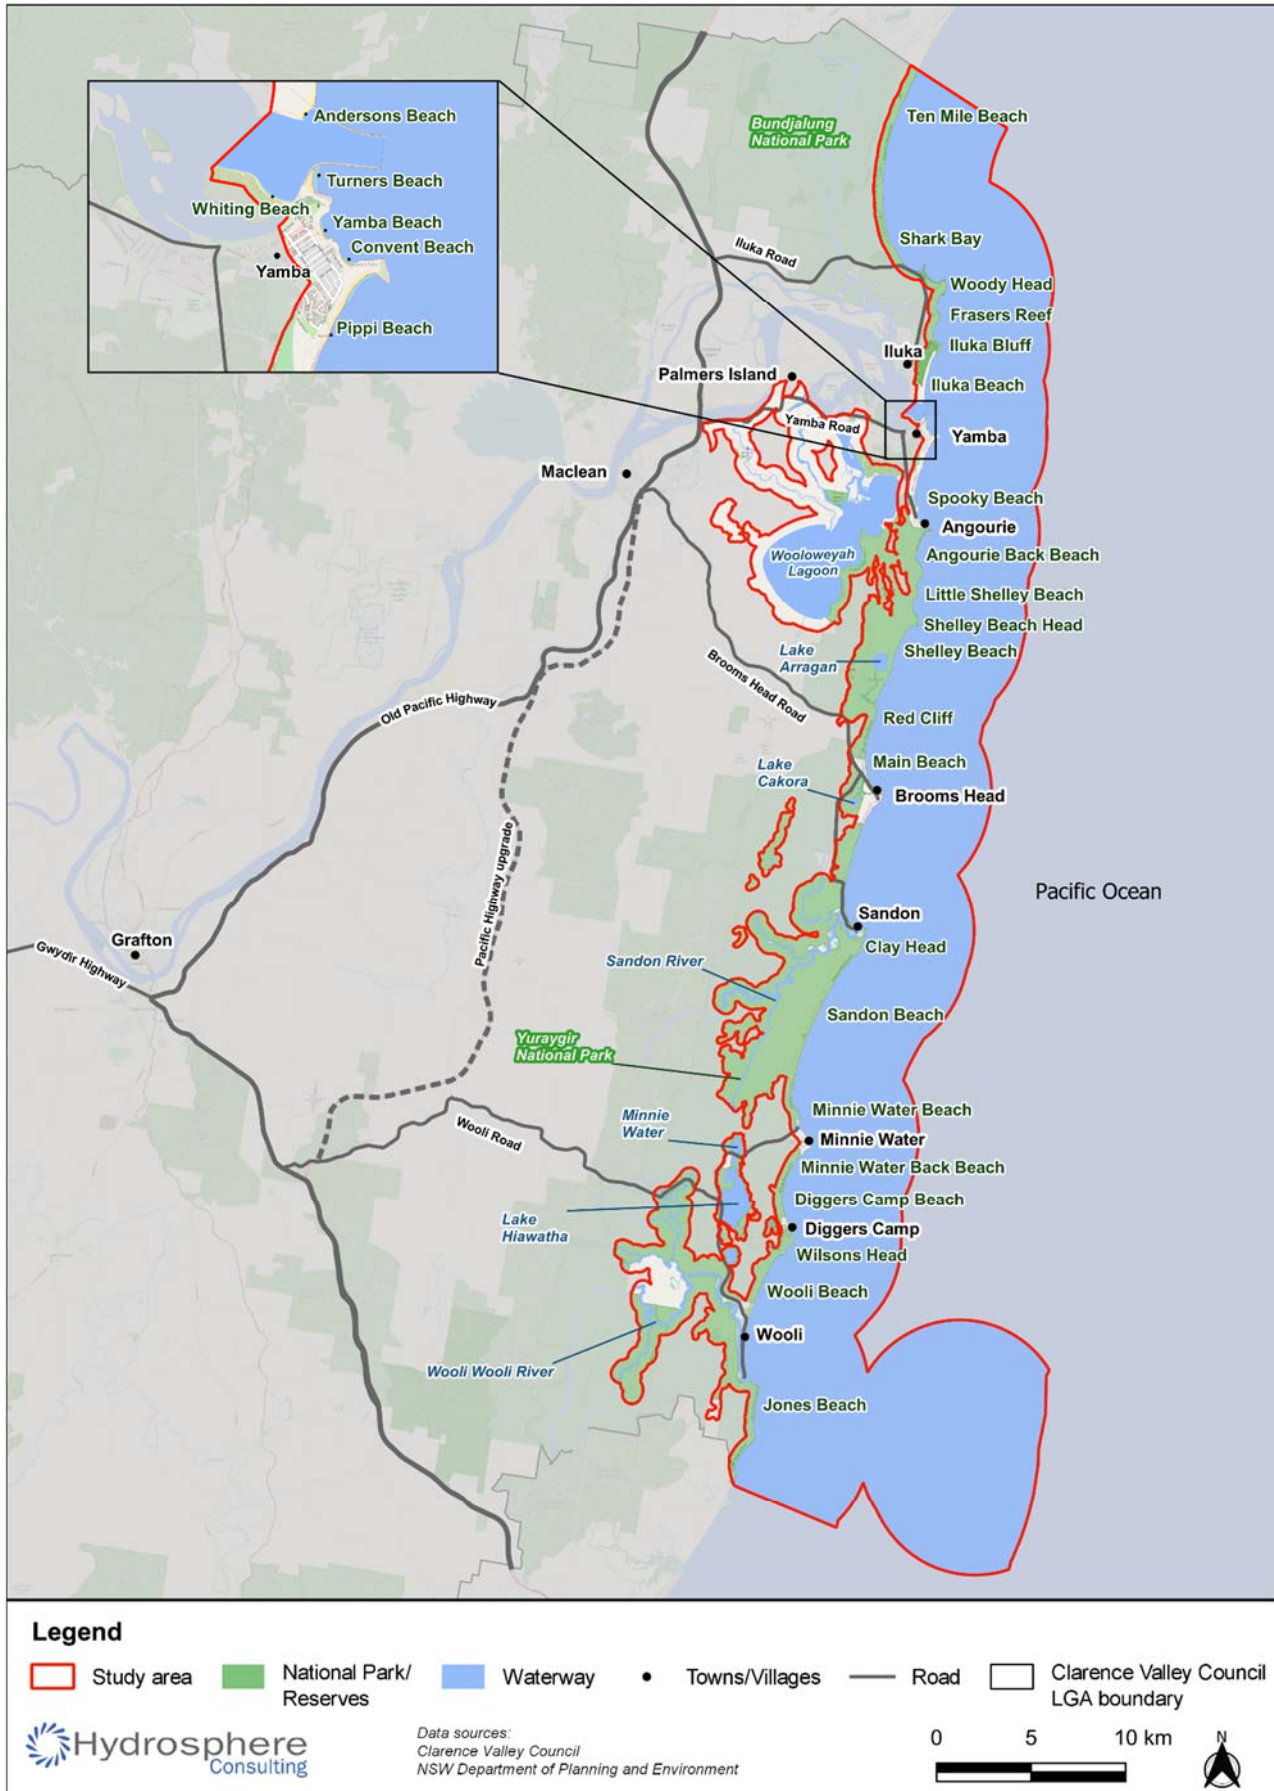 Andersons Beach
Turners Beach
Whiting Beach
Yamba Beach
Convent Beach
Yamba
Pippi Beach
Bundjalung
National Park
Ten Mile Beach
Shark Bay
Iluka Road
Woody Head
Frasers Reef
Iluka Bluff
Iluka
Iluka Beach
Palmers Island
Yamba Road
Yamba
Maclean
Spooky Beach
Angourie
Angourie Back Beach
Wooloweyah
Lagoon
Little Shelley Beach
Shelley Beach Head
Shelley Beach
Lake
Arragan
Brooms Head Road
Old Pacific Highway
Red Cliff
Main Beach
Lake
Cakora
Brooms Head
Pacific Highway upgrade
Pacific Ocean
Sandon
Clay Head
Grafton
Gwydir Highway
Sandon River
Sandon Beach
Yuraygir
National Park
Minnie Water Beach
Minnie
Water
Wooli Road
Minnie Water
Minnie Water Back Beach
Diggers Camp Beach
Lake
Hiawatha
Diggers Camp
Wilsons Head
Wooli Beach
Wooli
Wooli Wooli River
Jones Beach
Legend
Study area
National Park/
Reserves
Waterway
Towns/Villages
Road
Clarence Valley Council
LGA boundary
Hydrosphere
Consulting
Data sources:
Clarence Valley Council
NSW Department of Planning and Environment
0 5 10 km
N